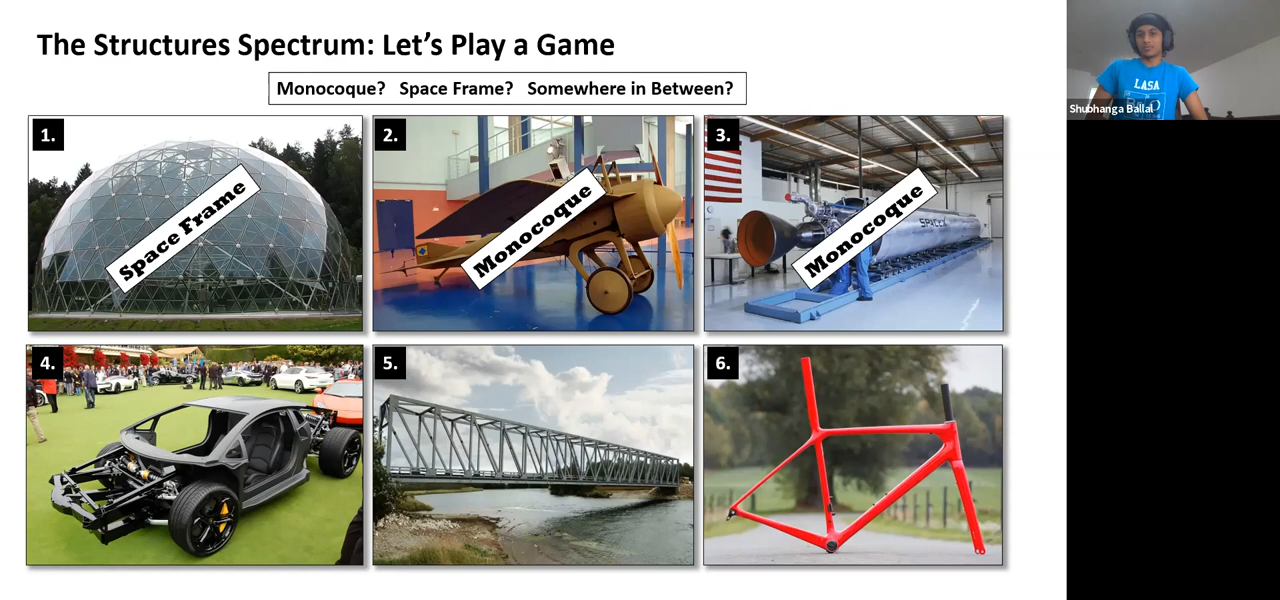 The Structures Spectrum: Let's Play a Game
Monocoque? Space Frame? Somewhere in Between?
1.
Space Frame
2.
Monocoque
3.
SPACEX
Monocoque
4.
5.
6.
LASA
Shubhanga Ballal